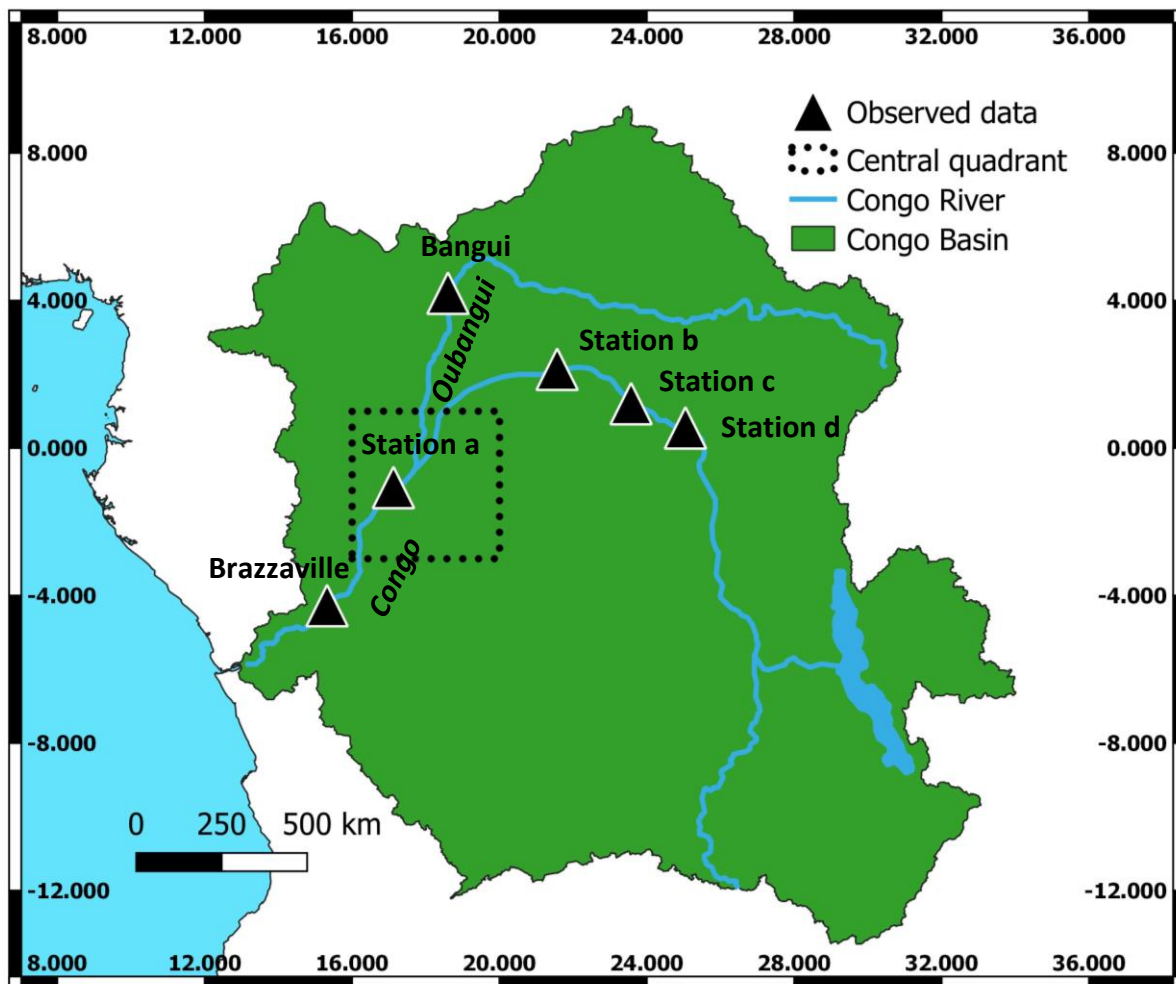 8.000 12.000 16.000 20.000 24.000 28.000 32.000 36.000
Observed data
8.000 8.000
Central quadrant
Congo River
Congo Basin
Bangui
4.000 4.000
Oubangui
Station b
Station c
Station d
Station a
0.000 0.000
Congo
Brazzaville
-4.000 -4.000
-8.000 -8.000
0 250 500 km
-12.000 -12.000
8.000 12.000 16.000 20.000 24.000 28.000 32.000 36.000